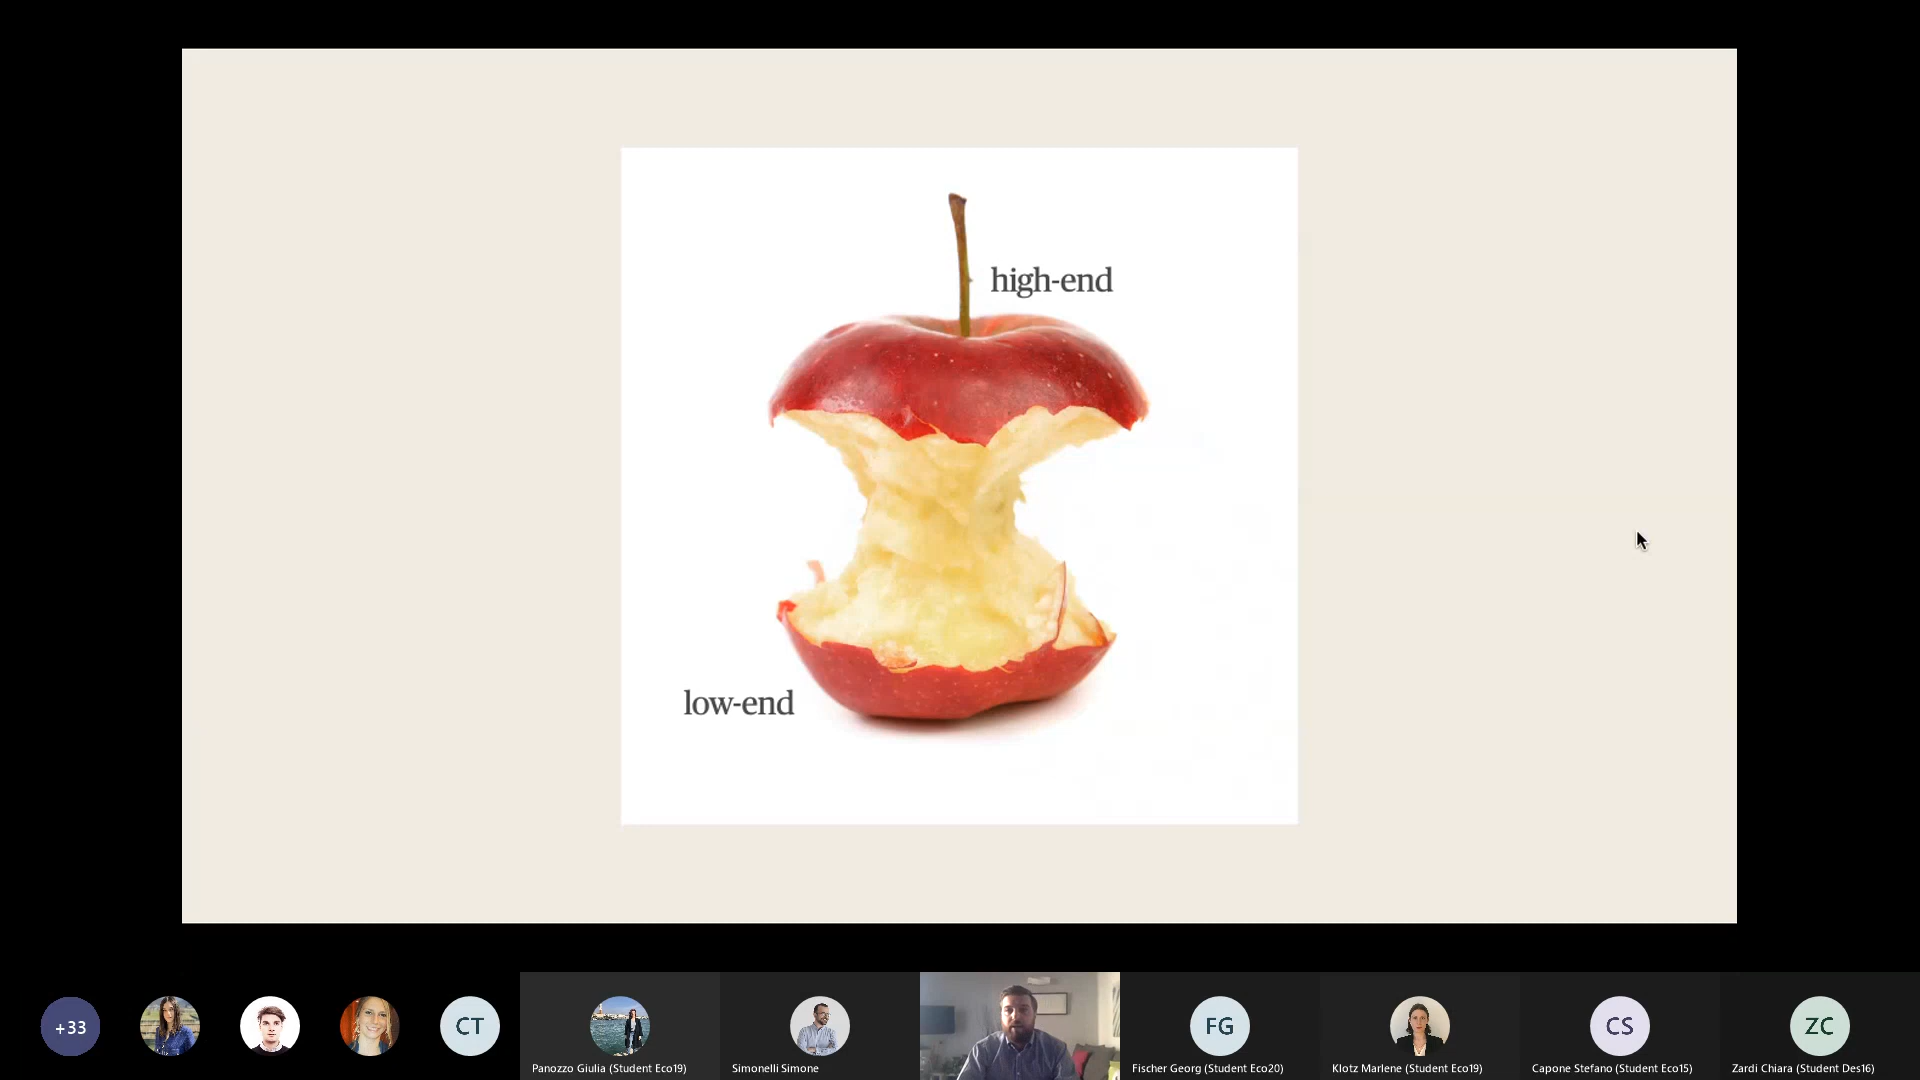 high-end
low-end
+33
CT
Panozzo Giulia (Student Eco19)
Simonelli Simone
FG
Fischer Georg (Student Eco20)
Klotz Marlene (Student Eco19)
CS
Capone Stefano (Student Eco15)
ZC
Zardi Chiara (Student Des16)